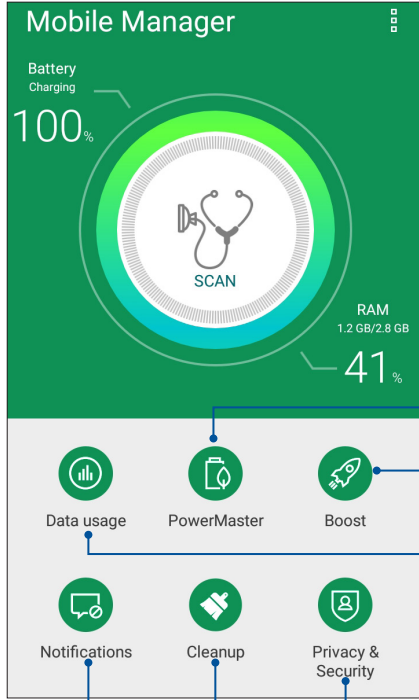 Mobile Manager
Battery
Charging
100%
SCAN
RAM
1.2 GB/2.8 GB
41%
Data usage
PowerMaster
Boost
Notifications
Cleanup
Privacy &
Security